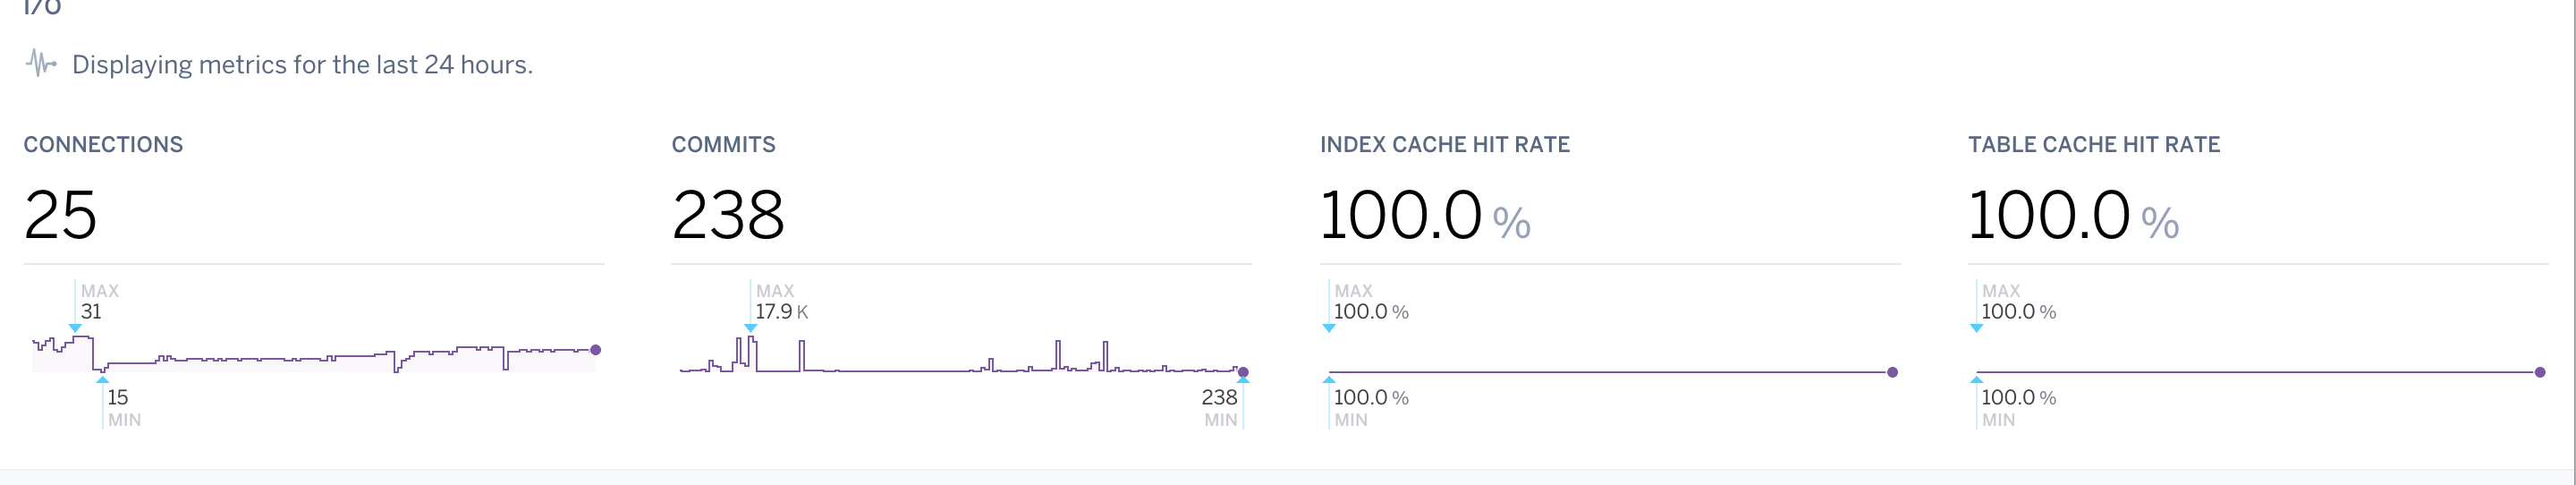 I/O
Displaying metrics for the last 24 hours.
CONNECTIONS
25
MAX
31
15
MIN
COMMITS
238
MAX
17.9 K
238
MIN
INDEX CACHE HIT RATE
100.0 %
MAX
100.0 %
100.0 %
MIN
TABLE CACHE HIT RATE
100.0 %
MAX
100.0 %
100.0 %
MIN